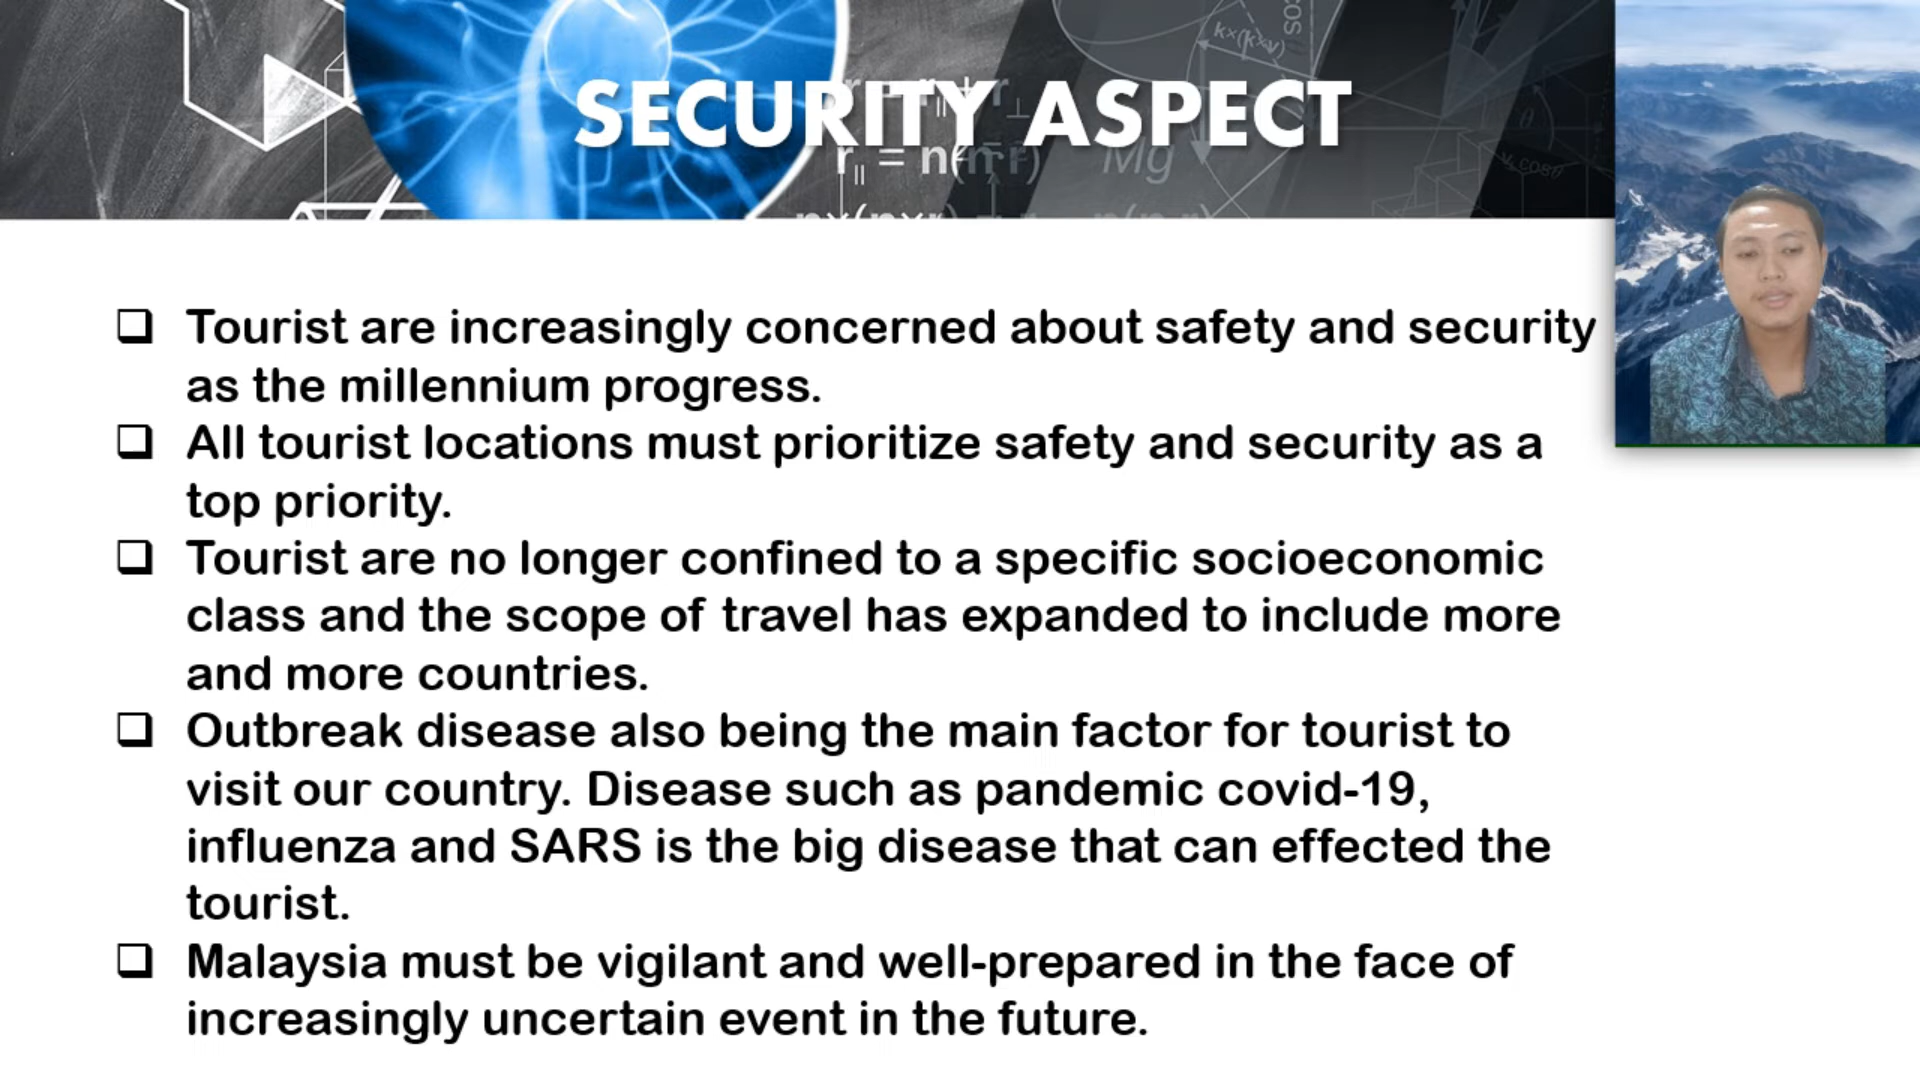 SECURITY ASPECT
r∥ = n(n·r)
Mg
k×(k×v)
cos
θ
v₀cosθ
❑ Tourist are increasingly concerned about safety and security
as the millennium progress.
❑ All tourist locations must prioritize safety and security as a
top priority.
❑ Tourist are no longer confined to a specific socioeconomic
class and the scope of travel has expanded to include more
and more countries.
❑ Outbreak disease also being the main factor for tourist to
visit our country. Disease such as pandemic covid-19,
influenza and SARS is the big disease that can effected the
tourist.
❑ Malaysia must be vigilant and well-prepared in the face of
increasingly uncertain event in the future.